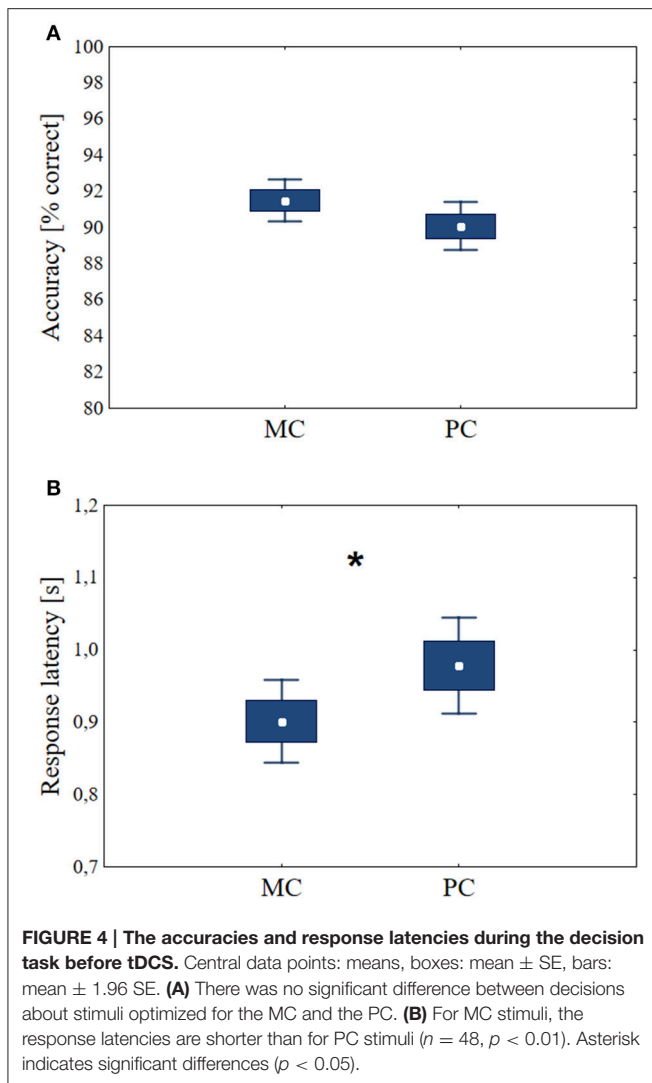 A
100
98
96
94
92
90
88
86
84
82
80
Accuracy [% correct]
MC PC
B
1,2
1,1
1,0
0,9
0,8
0,7
Response latency [s]
*
MC PC
FIGURE 4 | The accuracies and response latencies during the decision
task before tDCS. Central data points: means, boxes: mean ± SE, bars:
mean ± 1.96 SE. (A) There was no significant difference between decisions
about stimuli optimized for the MC and the PC. (B) For MC stimuli, the
response latencies are shorter than for PC stimuli (n = 48, p < 0.01). Asterisk
indicates significant differences (p < 0.05).